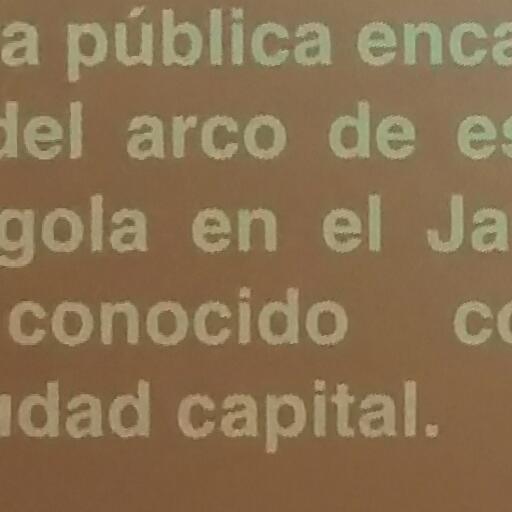 a pública enca
del arco de es
gola en el Ja
conocido co
udad capital.